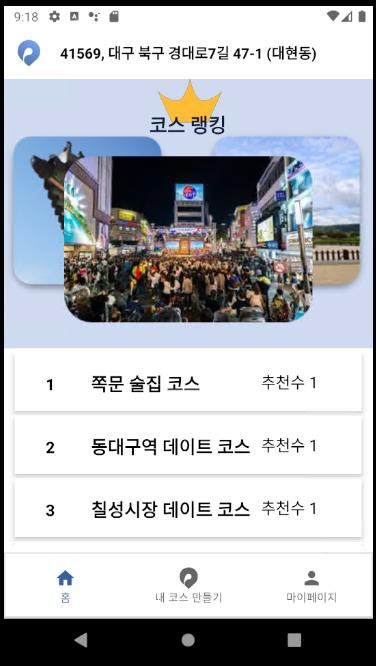 9:18
41569, 대구 북구 경대로7길 47-1 (대현동)
코스 랭킹
1 쪽문 술집 코스 추천수 1
2 동대구역 데이트 코스 추천수 1
3 칠성시장 데이트 코스 추천수 1
홈 내 코스 만들기 마이페이지